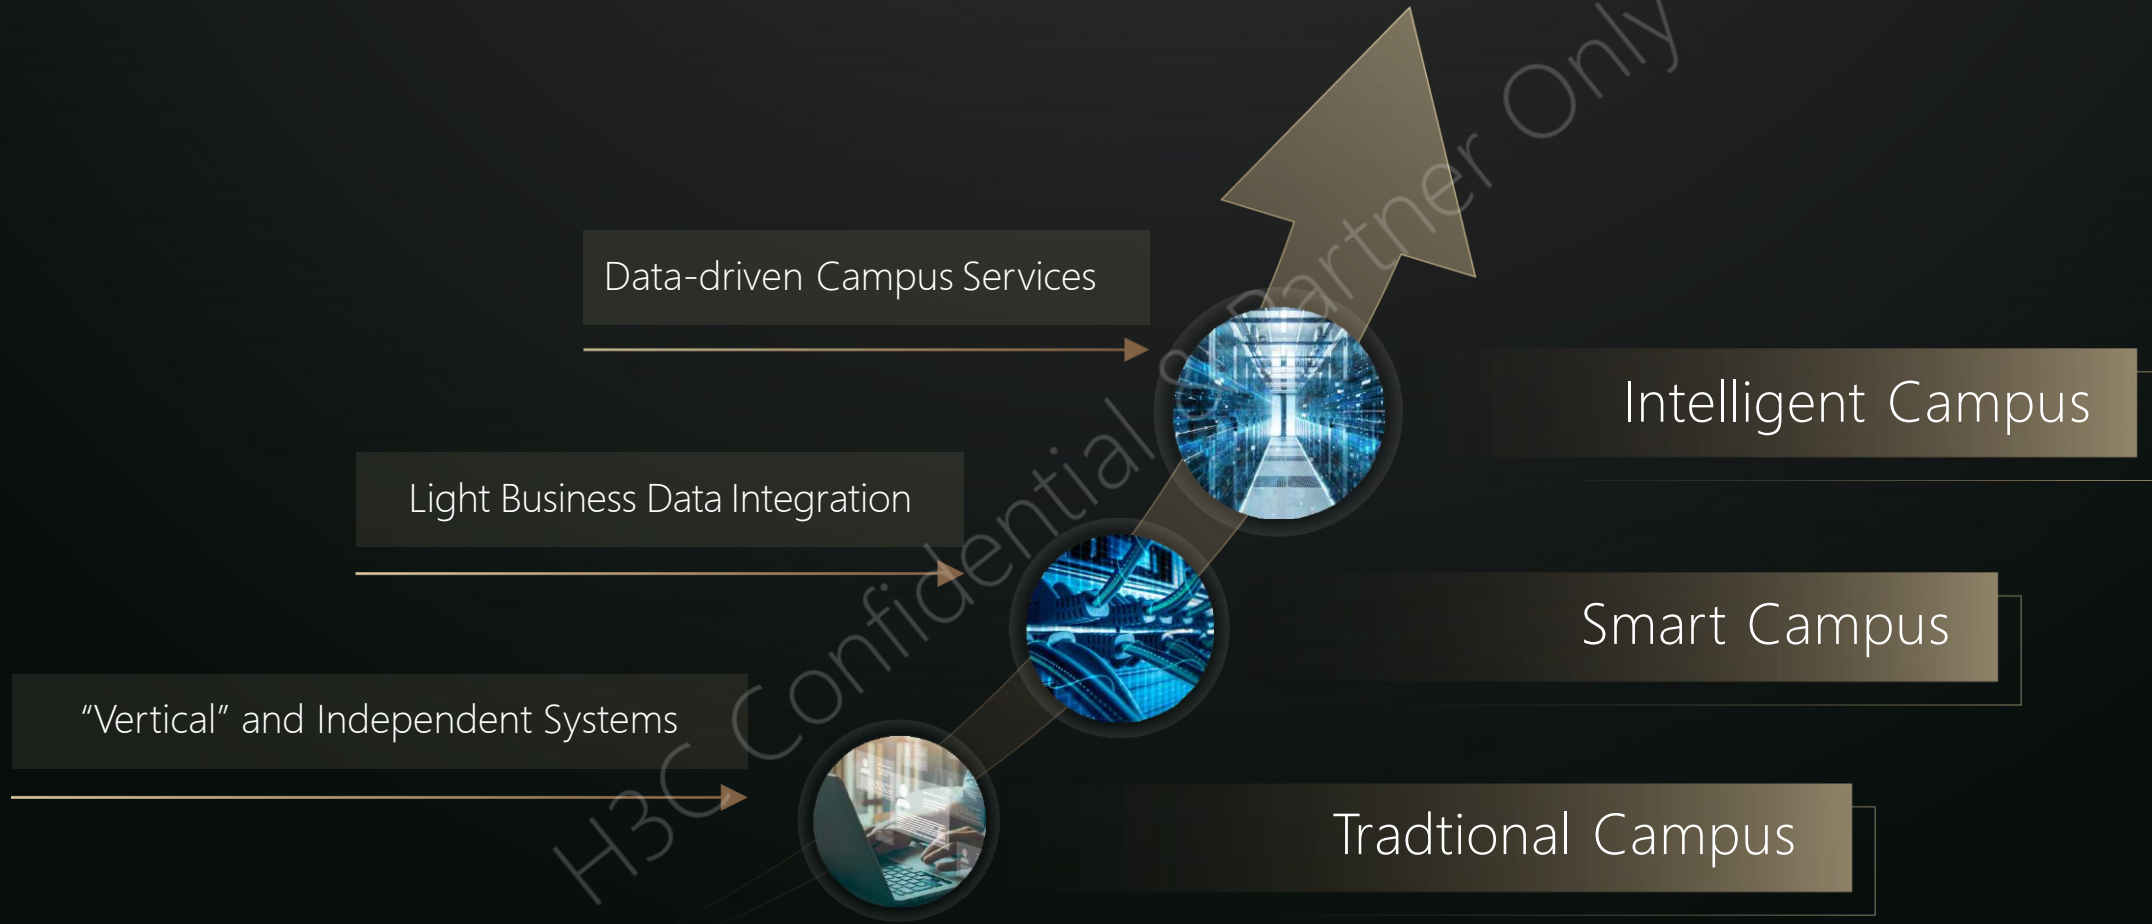 Data-driven Campus Services
Intelligent Campus
Light Business Data Integration
Smart Campus
“Vertical” and Independent Systems
Tradtional Campus
H3C Confidential & Partner Only